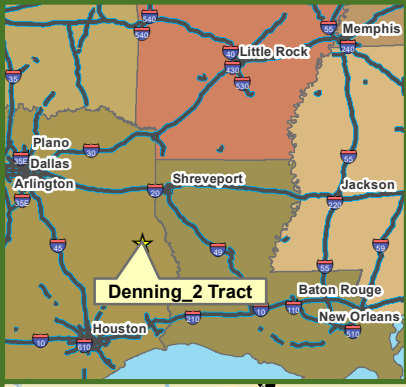 540
540
55
Memphis
240
40
Little Rock
430
530
35
Plano
30
35E
Dallas
55
Arlington
20
Shreveport
Jackson
35E
220
45
49
59
55
Denning_2 Tract
Baton Rouge
10
110
210
New Orleans
Houston
510
10
610